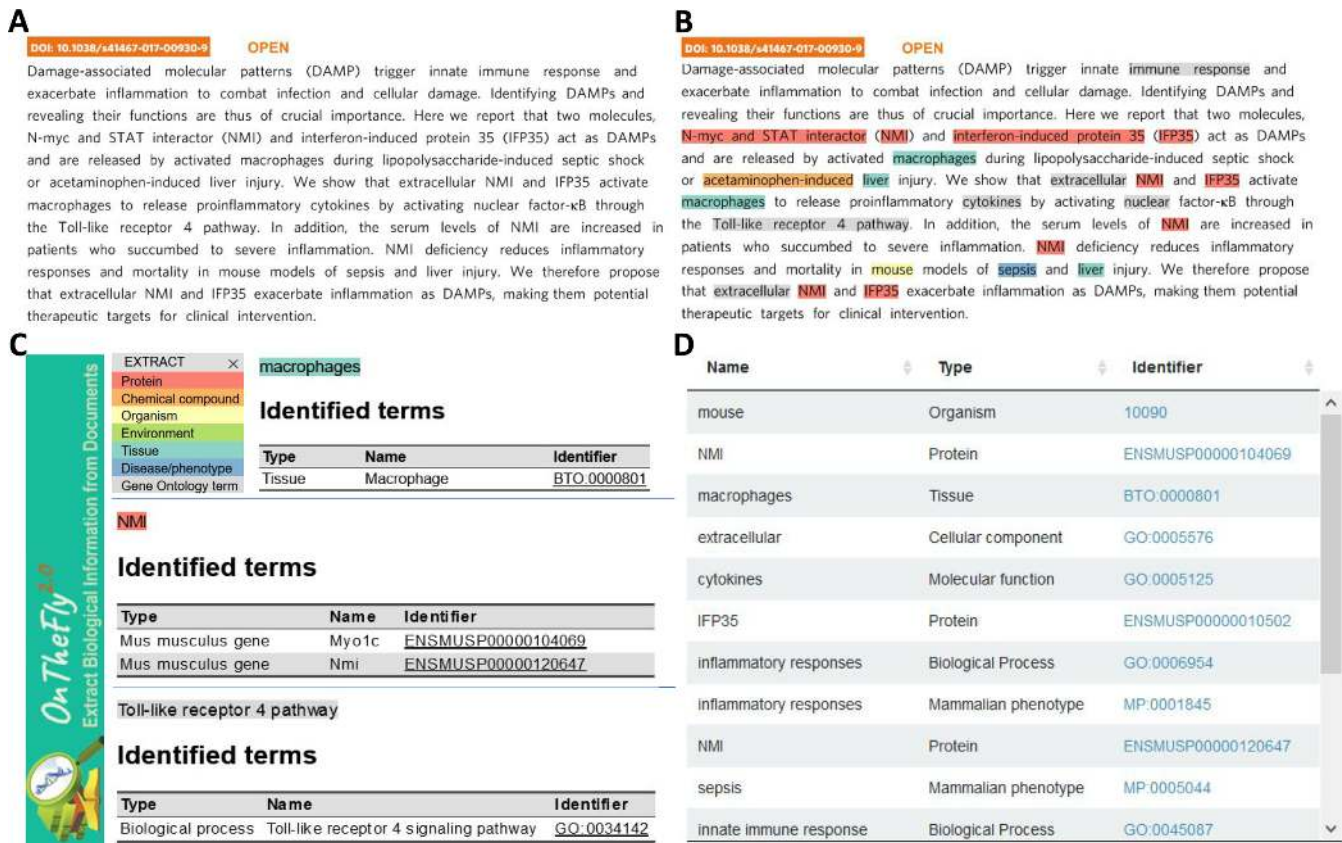 A
DOI: 10.1038/s41467-017-00930-9 OPEN
Damage-associated molecular patterns (DAMP) trigger innate immune response and
exacerbate inflammation to combat infection and cellular damage. Identifying DAMPs and
revealing their functions are thus of crucial importance. Here we report that two molecules,
N-myc and STAT interactor (NMI) and interferon-induced protein 35 (IFP35) act as DAMPs
and are released by activated macrophages during lipopolysaccharide-induced septic shock
or acetaminophen-induced liver injury. We show that extracellular NMI and IFP35 activate
macrophages to release proinflammatory cytokines by activating nuclear factor-κB through
the Toll-like receptor 4 pathway. In addition, the serum levels of NMI are increased in
patients who succumbed to severe inflammation. NMI deficiency reduces inflammatory
responses and mortality in mouse models of sepsis and liver injury. We therefore propose
that extracellular NMI and IFP35 exacerbate inflammation as DAMPs, making them potential
therapeutic targets for clinical intervention.
B
DOI: 10.1038/s41467-017-00930-9 OPEN
Damage-associated molecular patterns (DAMP) trigger innate immune response and
exacerbate inflammation to combat infection and cellular damage. Identifying DAMPs and
revealing their functions are thus of crucial importance. Here we report that two molecules,
N-myc and STAT interactor (NMI) and interferon-induced protein 35 (IFP35) act as DAMPs
and are released by activated macrophages during lipopolysaccharide-induced septic shock
or acetaminophen-induced liver injury. We show that extracellular NMI and IFP35 activate
macrophages to release proinflammatory cytokines by activating nuclear factor-κB through
the Toll-like receptor 4 pathway. In addition, the serum levels of NMI are increased in
patients who succumbed to severe inflammation. NMI deficiency reduces inflammatory
responses and mortality in mouse models of sepsis and liver injury. We therefore propose
that extracellular NMI and IFP35 exacerbate inflammation as DAMPs, making them potential
therapeutic targets for clinical intervention.
C
OnTheFly2.0
Extract Biological Information from Documents
EXTRACT ×
Protein
Chemical compound
Organism
Environment
Tissue
Disease/phenotype
Gene Ontology term
macrophages
Identified terms
Type Name Identifier
Tissue Macrophage BTO:0000801
NMI
Identified terms
Type Name Identifier
Mus musculus gene Myo1c ENSMUSP00000104069
Mus musculus gene Nmi ENSMUSP00000120647
Toll-like receptor 4 pathway
Identified terms
Type Name Identifier
Biological process Toll-like receptor 4 signaling pathway GO:0034142
D
Name Type Identifier
mouse Organism 10090
NMI Protein ENSMUSP00000104069
macrophages Tissue BTO:0000801
extracellular Cellular component GO:0005576
cytokines Molecular function GO:0005125
IFP35 Protein ENSMUSP00000010502
inflammatory responses Biological Process GO:0006954
inflammatory responses Mammalian phenotype MP:0001845
NMI Protein ENSMUSP00000120647
sepsis Mammalian phenotype MP:0005044
innate immune response Biological Process GO:0045087